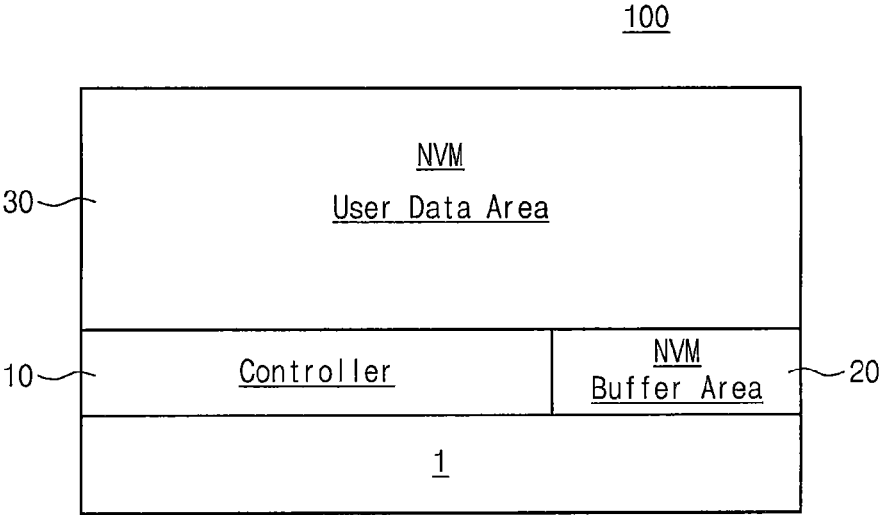 100
NVM
30
User Data Area
10
Controller
NVM
Buffer Area
20
1